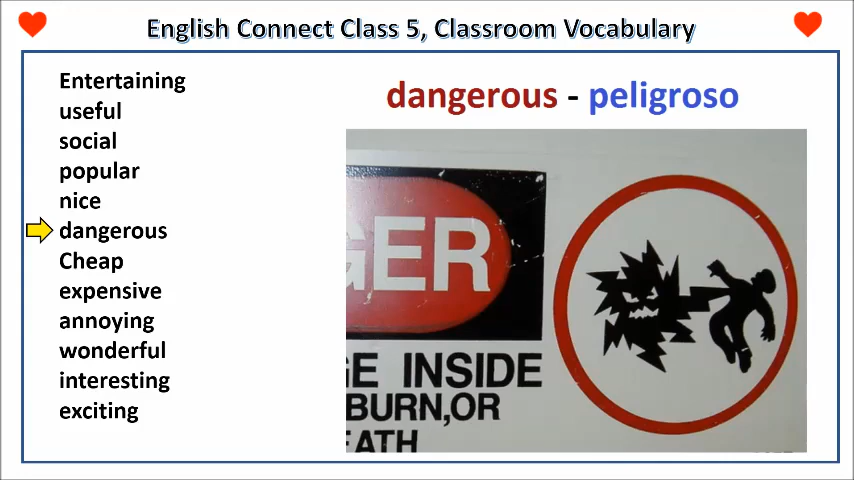 English Connect Class 5, Classroom Vocabulary
Entertaining
useful
social
popular
nice
dangerous
Cheap
expensive
annoying
wonderful
interesting
exciting
dangerous - peligroso
GER
GE INSIDE
BURN,OR
EATH